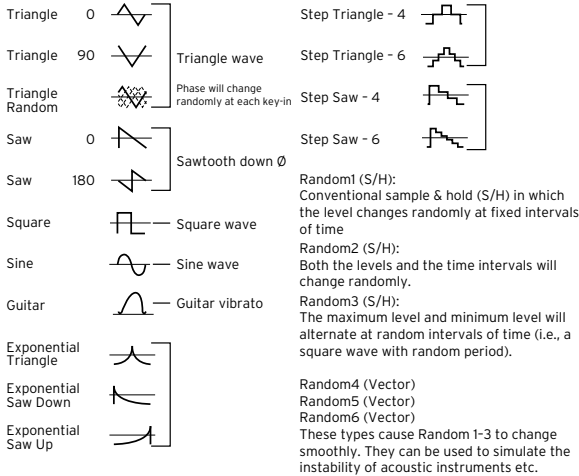 Triangle 0
Triangle 90
Triangle wave
Triangle
Random
Phase will change
randomly at each key-in
Saw 0
Saw 180
Sawtooth down Ø
Square
Square wave
Sine
Sine wave
Guitar
Guitar vibrato
Exponential
Triangle
Exponential
Saw Down
Exponential
Saw Up
Step Triangle – 4
Step Triangle – 6
Step Saw – 4
Step Saw – 6
Random1 (S/H):
Conventional sample & hold (S/H) in which
the level changes randomly at fixed intervals
of time
Random2 (S/H):
Both the levels and the time intervals will
change randomly.
Random3 (S/H):
The maximum level and minimum level will
alternate at random intervals of time (i.e., a
square wave with random period).
Random4 (Vector)
Random5 (Vector)
Random6 (Vector)
These types cause Random 1–3 to change
smoothly. They can be used to simulate the
instability of acoustic instruments etc.